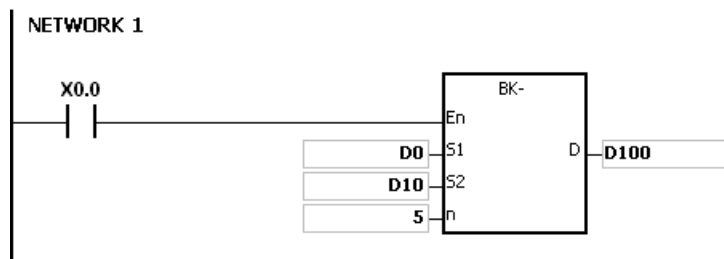 NETWORK 1
X0.0
BK-
En
D0 S1 D D100
D10 S2
5 n